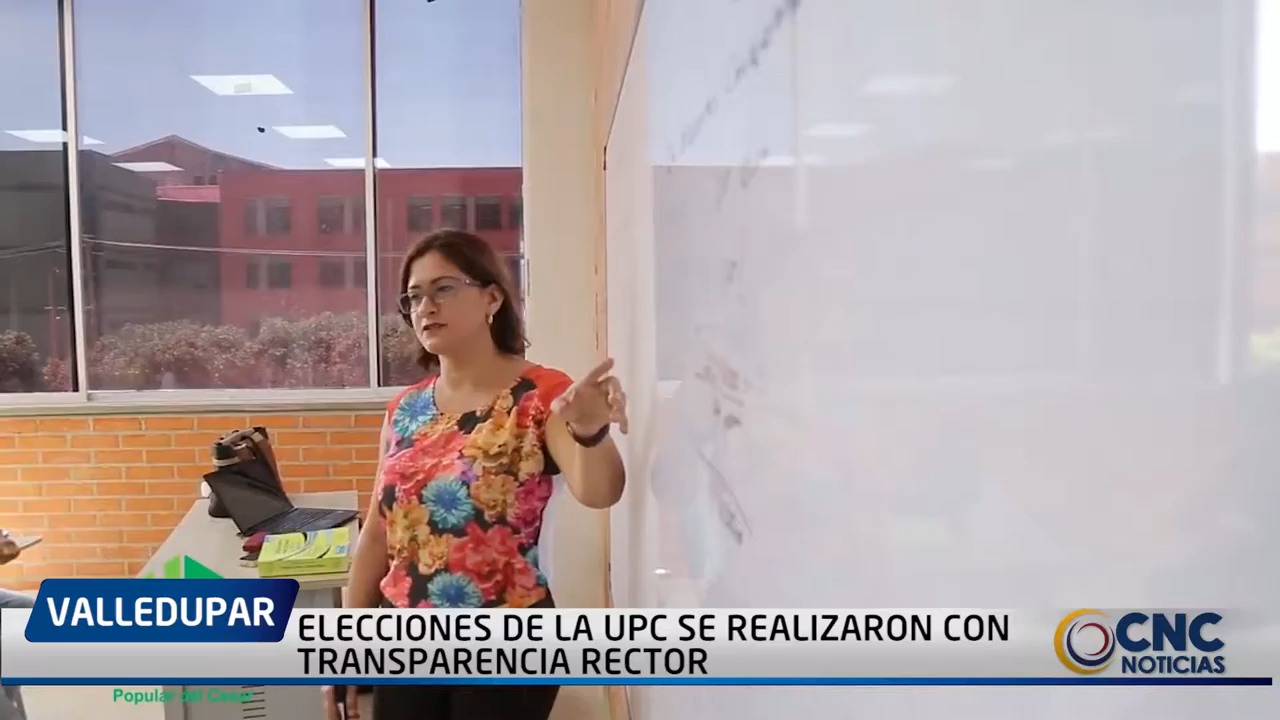 VALLEDUPAR
ELECCIONES DE LA UPC SE REALIZARON CON
TRANSPARENCIA RECTOR
CNC
NOTICIAS
Popular del Cesar